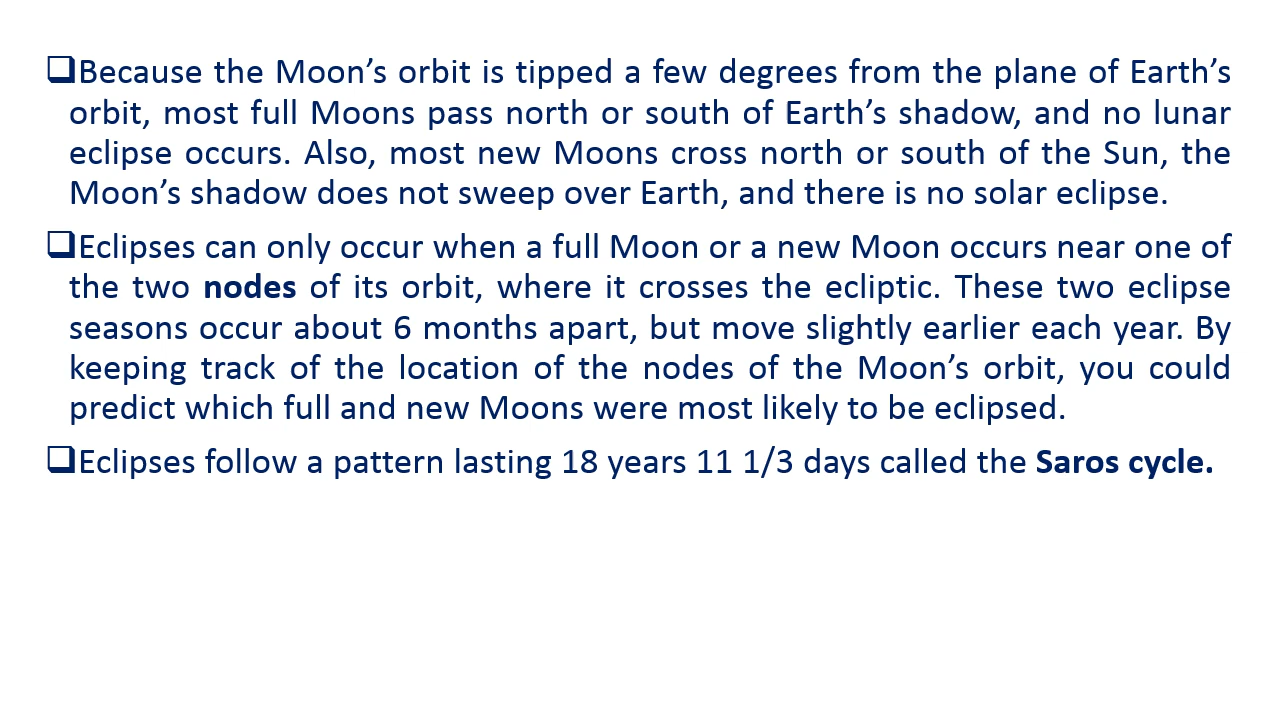 ❑Because the Moon’s orbit is tipped a few degrees from the plane of Earth’s
orbit, most full Moons pass north or south of Earth’s shadow, and no lunar
eclipse occurs. Also, most new Moons cross north or south of the Sun, the
Moon’s shadow does not sweep over Earth, and there is no solar eclipse.
❑Eclipses can only occur when a full Moon or a new Moon occurs near one of
the two nodes of its orbit, where it crosses the ecliptic. These two eclipse
seasons occur about 6 months apart, but move slightly earlier each year. By
keeping track of the location of the nodes of the Moon’s orbit, you could
predict which full and new Moons were most likely to be eclipsed.
❑Eclipses follow a pattern lasting 18 years 11 1/3 days called the Saros cycle.